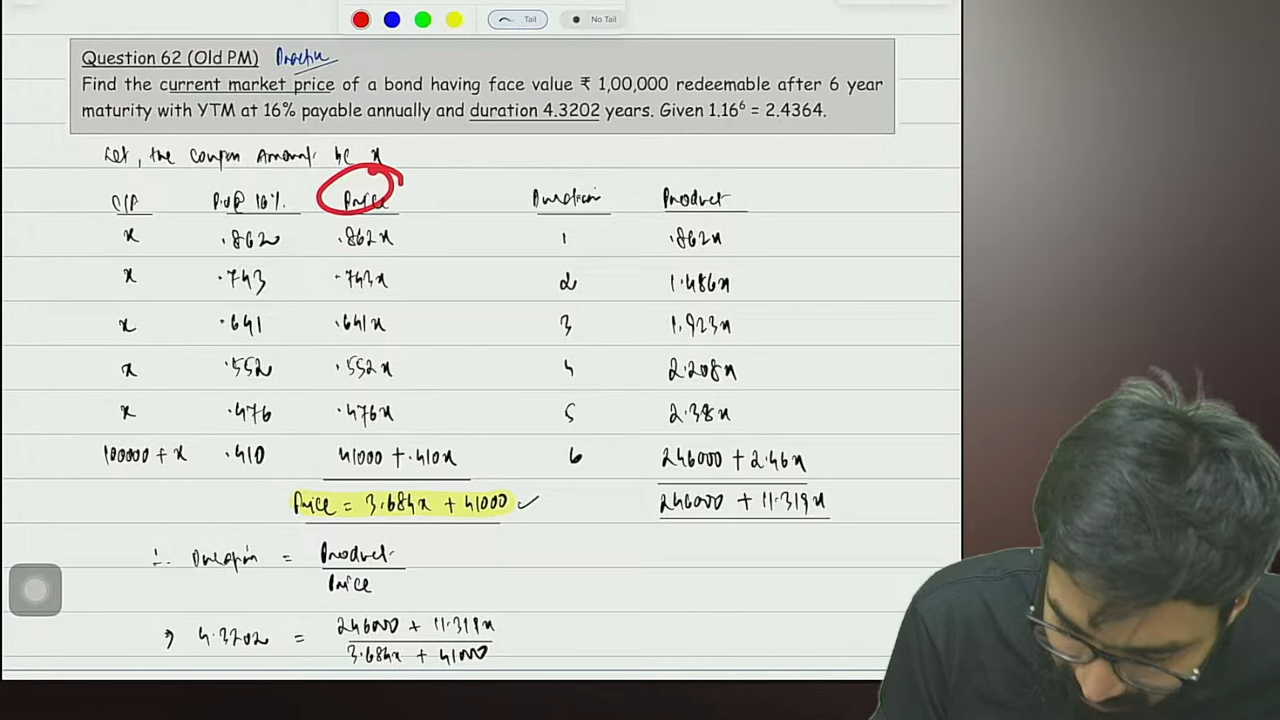 Tail No Tail
Question 62 (Old PM) Practice
Find the current market price of a bond having face value ₹ 1,00,000 redeemable after 6 year
maturity with YTM at 16% payable annually and duration 4.3202 years. Given 1.16⁶ = 2.4364.
Let, the Coupon Amount be x
C/F P.V@ 16% Price Duration Product
x .862 .862x 1 .862x
x .743 .743x 2 1.486x
x .641 .641x 3 1.923x
x .552 .552x 4 2.208x
x .476 .476x 5 2.38x
100000 + x .410 41000 + .410x 6 246000 + 2.46x
Price = 3.684x + 41000 ✓ 246000 + 11.319x
∴ Duration = Product
Price
⇒ 4.3202 = 246000 + 11.319x
3.684x + 41000